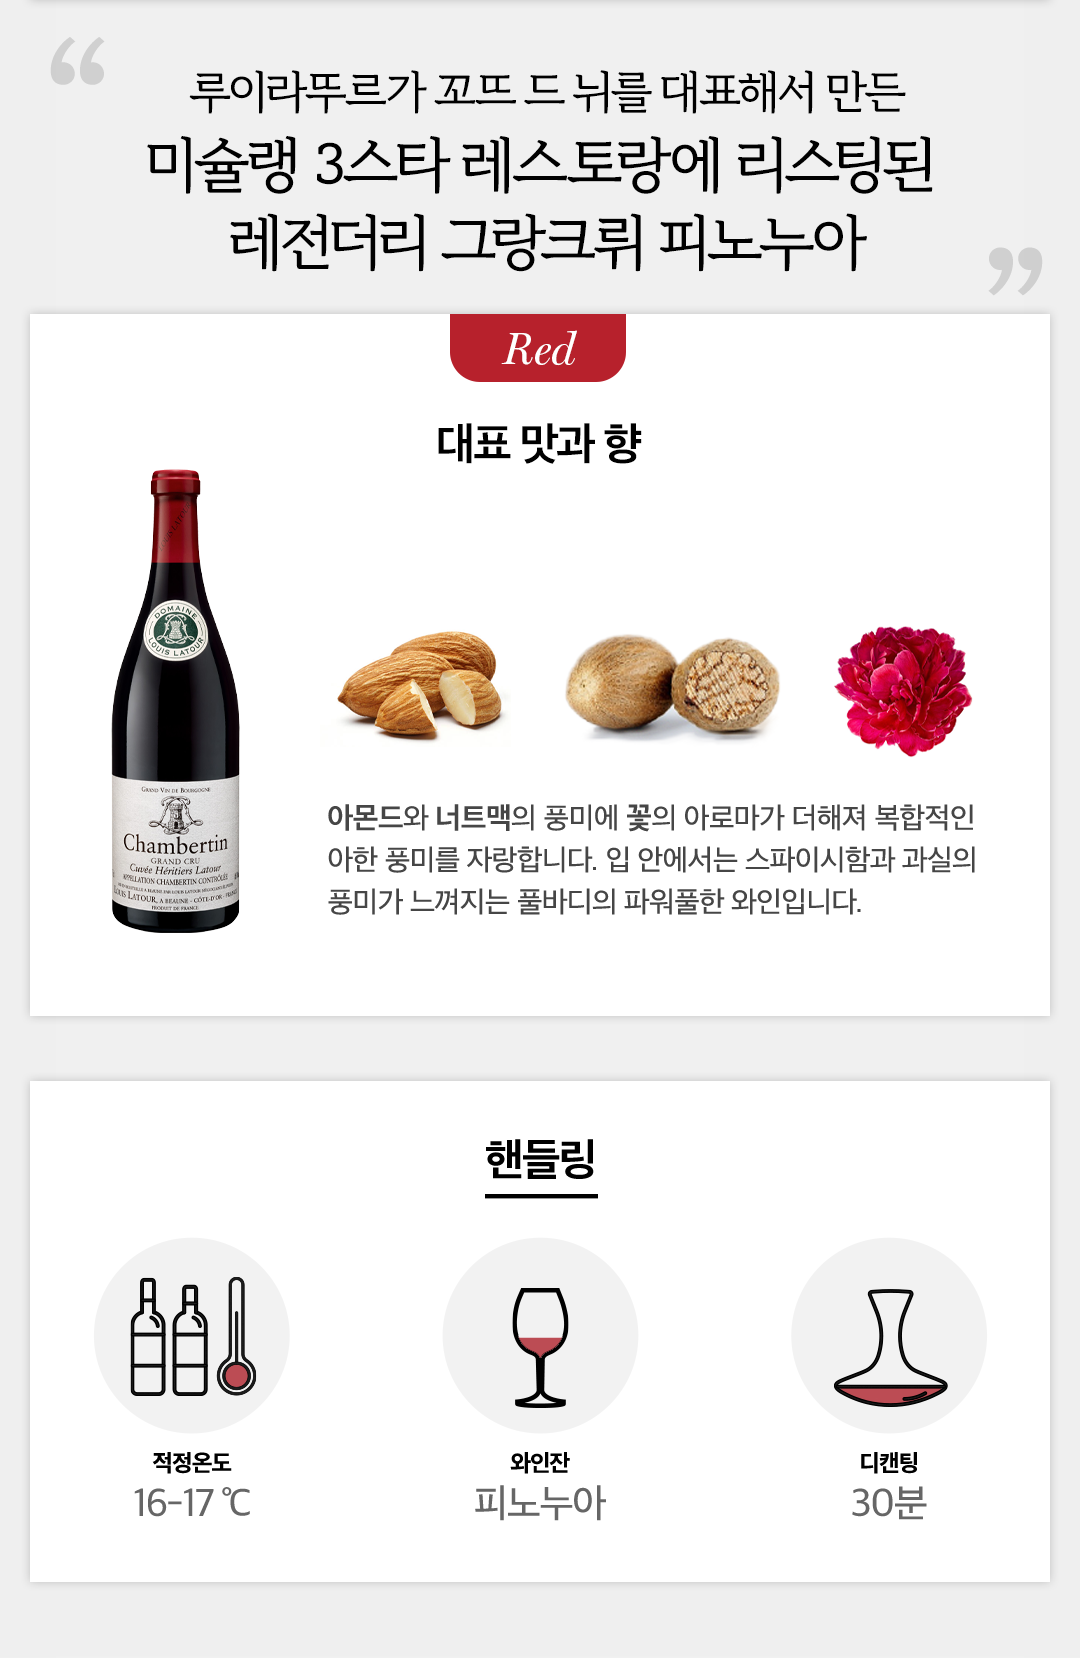 “
루이라뚜르가 꼬뜨 드 뉘를 대표해서 만든
미슐랭 3스타 레스토랑에 리스팅된
레전더리 그랑크뤼 피노누아
”
Red
대표 맛과 향
DOMAINE
LOUIS LATOUR
GRAND VIN DE BOURGOGNE
Chambertin
GRAND CRU
Cuvée Héritiers Latour
APPELLATION CHAMBERTIN CONTRÔLÉE
LOUIS LATOUR, A BEAUNE - CÔTE-D'OR - FRANCE
PRODUCT OF FRANCE
아몬드와 너트맥의 풍미에 꽃의 아로마가 더해져 복합적인
아한 풍미를 자랑합니다. 입 안에서는 스파이시함과 과실의
풍미가 느껴지는 풀바디의 파워풀한 와인입니다.
핸들링
적정온도
16-17 ℃
와인잔
피노누아
디캔팅
30분